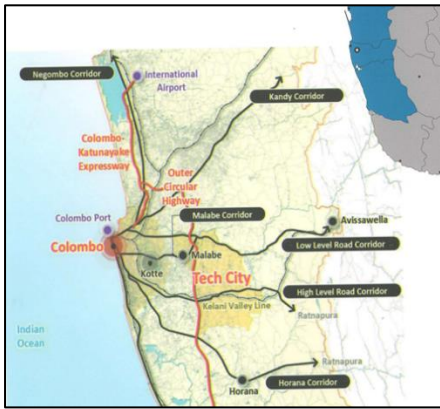 Negombo Corridor
International
Airport
Kandy Corridor
Colombo-
Katunayake
Expressway
Outer
Circular
Highway
Malabe Corridor
Colombo Port
Avissawella
Colombo
Low Level Road Corridor
Malabe
Kotte
Tech City
High Level Road Corridor
Kelani Valley Line
Ratnapura
Indian
Ocean
Ratnapura
Horana
Horana Corridor